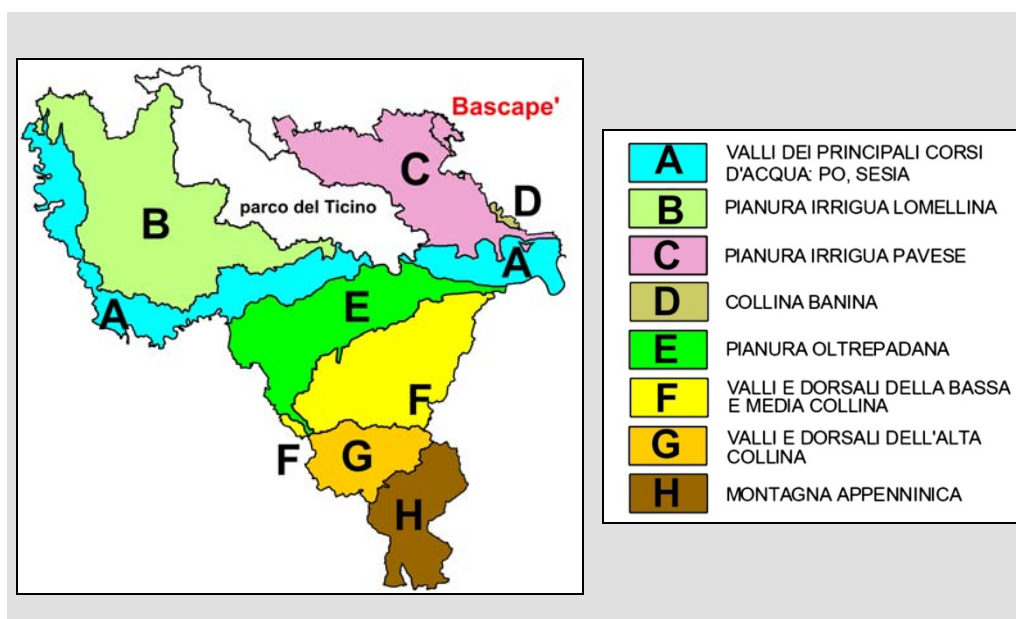 Bascape'
C
D
B
parco del Ticino
A
E
A
F
F
G
H
A VALLI DEI PRINCIPALI CORSI
D'ACQUA: PO, SESIA
B PIANURA IRRIGUA LOMELLINA
C PIANURA IRRIGUA PAVESE
D COLLINA BANINA
E PIANURA OLTREPADANA
F VALLI E DORSALI DELLA BASSA
E MEDIA COLLINA
G VALLI E DORSALI DELL'ALTA
COLLINA
H MONTAGNA APPENNINICA